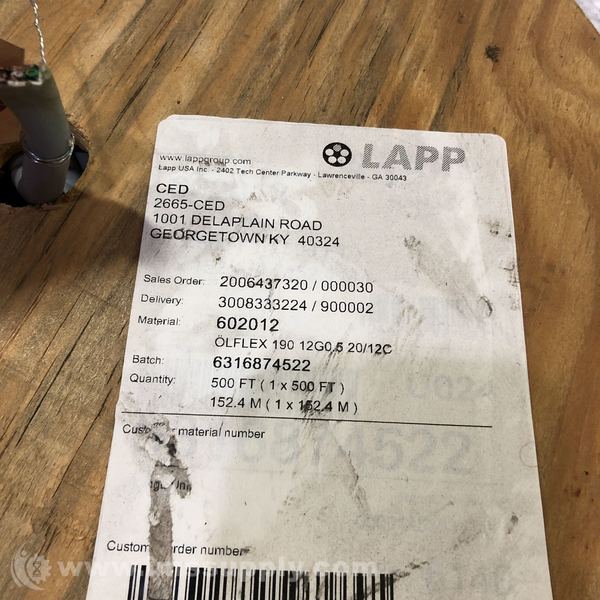 LAPP
www.lappgroup.com
Lapp USA Inc. - 2402 Tech Center Parkway - Lawrenceville - GA 30043
CED
2665-CED
1001 DELAPLAIN ROAD
GEORGETOWN KY 40324
Sales Order: 2006437320 / 000030
Delivery: 3008333224 / 900002
Material: 602012
ÖLFLEX 190 12G0,5 20/12C
Batch: 6316874522
Quantity: 500 FT ( 1 x 500 FT )
152.4 M ( 1 x 152.4 M )
Customer material number
Customer order number